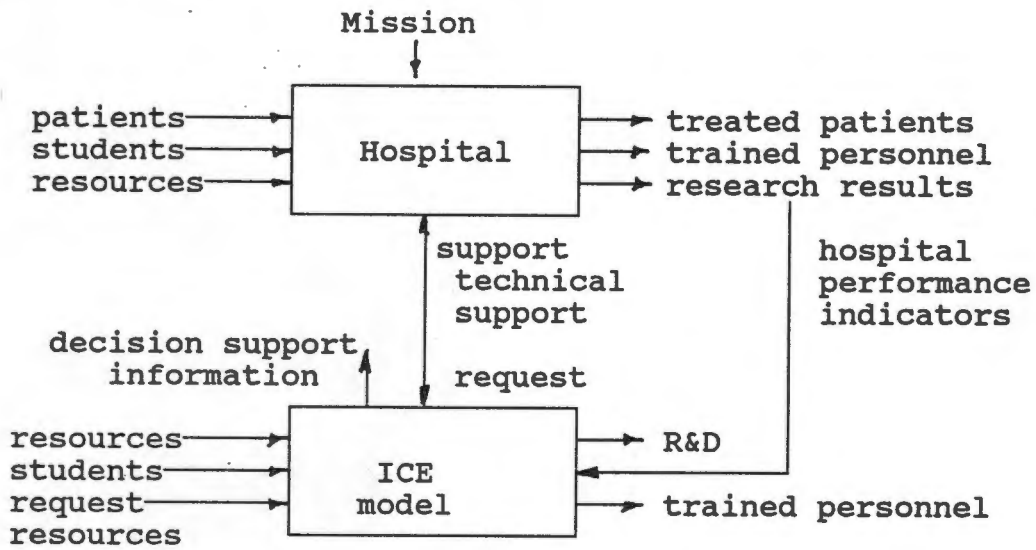 Mission
patients
students
resources
Hospital
treated patients
trained personnel
research results
support
technical
support
request
hospital
performance
indicators
decision support
information
resources
students
request
resources
ICE
model
R&D
trained personnel